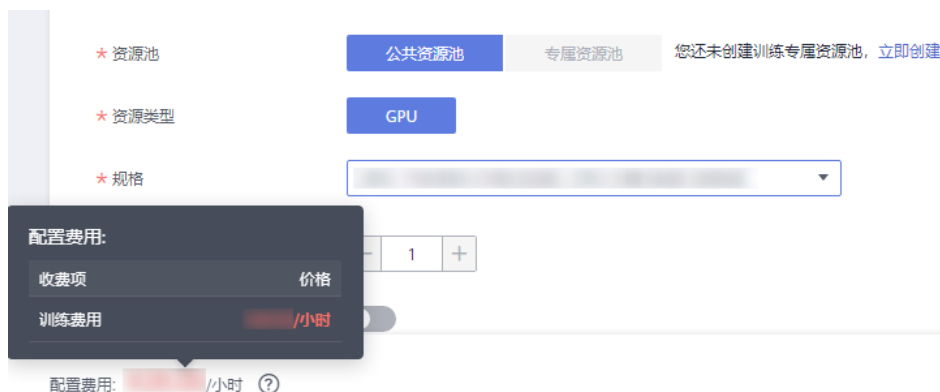 * 资源池 公共资源池 专属资源池 您还未创建训练专属资源池，立即创建
* 资源类型 GPU
* 规格
配置费用:
1
收费项 价格
训练费用 /小时
配置费用: /小时